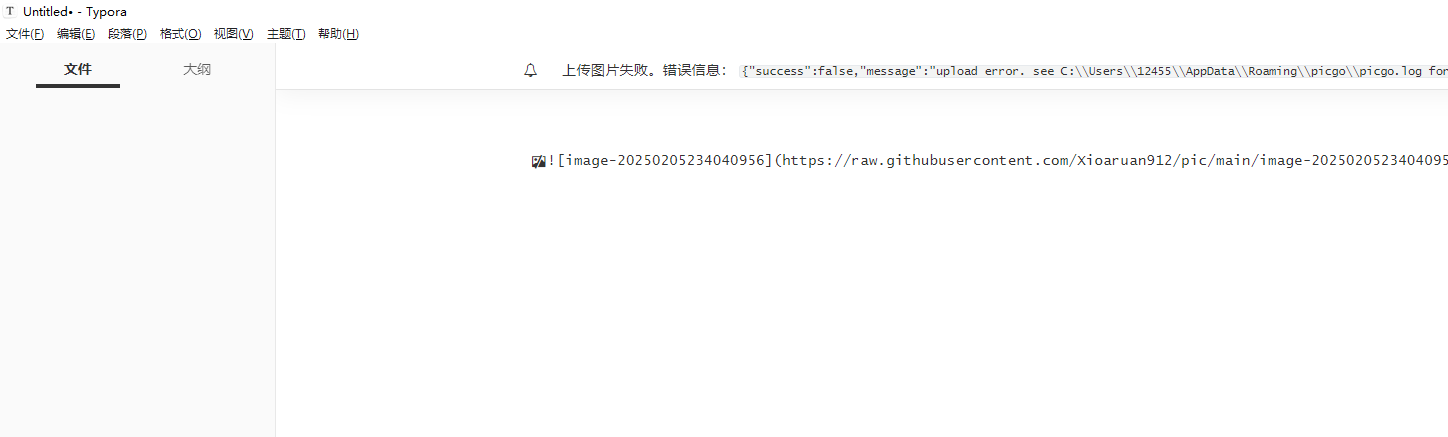 Untitled• - Typora
文件(F) 编辑(E) 段落(P) 格式(O) 视图(V) 主题(T) 帮助(H)
文件 大纲
上传图片失败。错误信息： {"success":false,"message":"upload error. see C:\\Users\\12455\\AppData\\Roaming\\picgo\\picgo.log for
![image-20250205234040956](https://raw.githubusercontent.com/Xioaruan912/pic/main/image-2025020523404095